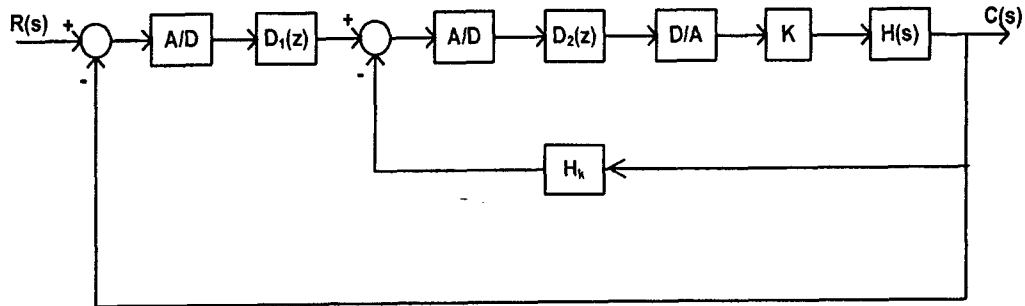 R(s) + - A/D D₁(z) + - A/D D₂(z) D/A K H(s) C(s)
Hₖ